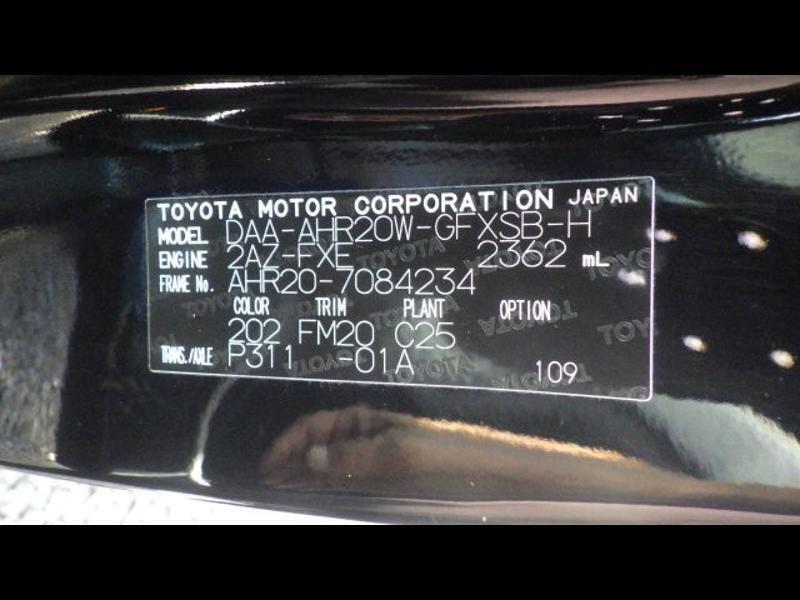 TOYOTA MOTOR CORPORATION JAPAN
MODEL DAA-AHR20W-GFXSB-H
ENGINE 2AZ-FXE 2362 mL
FRAME No. AHR20-7084234
COLOR TRIM PLANT OPTION
202 FM20 C25
TRANS./AXLE P311 -01A 109